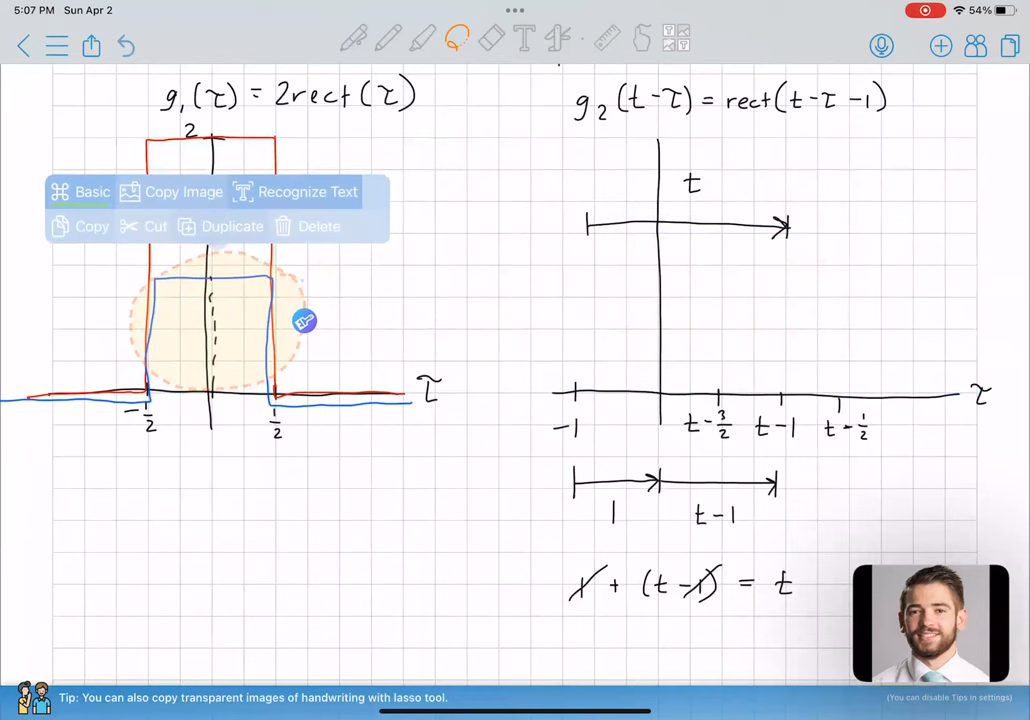 5:07 PM Sun Apr 2
54%
g₁(τ) = 2rect(τ)
g₂(t-τ) = rect(t-τ-1)
2
t
Basic
Copy Image
Recognize Text
Copy
Cut
Duplicate
Delete
τ
-1/2
1/2
τ
-1
t-3/2
t-1
t-1/2
1
t-1
1 + (t-1) = t
Tip: You can also copy transparent images of handwriting with lasso tool.
(You can disable Tips in settings)